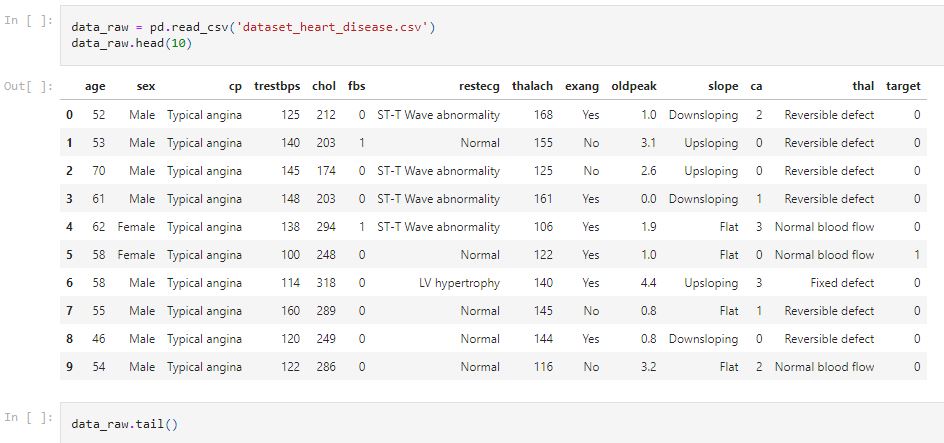 In [ ]: data_raw = pd.read_csv('dataset_heart_disease.csv')
data_raw.head(10)
Out[ ]: age sex cp trestbps chol fbs restecg thalach exang oldpeak slope ca thal target
0 52 Male Typical angina 125 212 0 ST-T Wave abnormality 168 Yes 1.0 Downsloping 2 Reversible defect 0
1 53 Male Typical angina 140 203 1 Normal 155 No 3.1 Upsloping 0 Reversible defect 0
2 70 Male Typical angina 145 174 0 ST-T Wave abnormality 125 No 2.6 Upsloping 0 Reversible defect 0
3 61 Male Typical angina 148 203 0 ST-T Wave abnormality 161 Yes 0.0 Downsloping 1 Reversible defect 0
4 62 Female Typical angina 138 294 1 ST-T Wave abnormality 106 Yes 1.9 Flat 3 Normal blood flow 0
5 58 Female Typical angina 100 248 0 Normal 122 Yes 1.0 Flat 0 Normal blood flow 1
6 58 Male Typical angina 114 318 0 LV hypertrophy 140 Yes 4.4 Upsloping 3 Fixed defect 0
7 55 Male Typical angina 160 289 0 Normal 145 No 0.8 Flat 1 Reversible defect 0
8 46 Male Typical angina 120 249 0 Normal 144 Yes 0.8 Downsloping 0 Reversible defect 0
9 54 Male Typical angina 122 286 0 Normal 116 No 3.2 Flat 2 Normal blood flow 0
In [ ]: data_raw.tail()